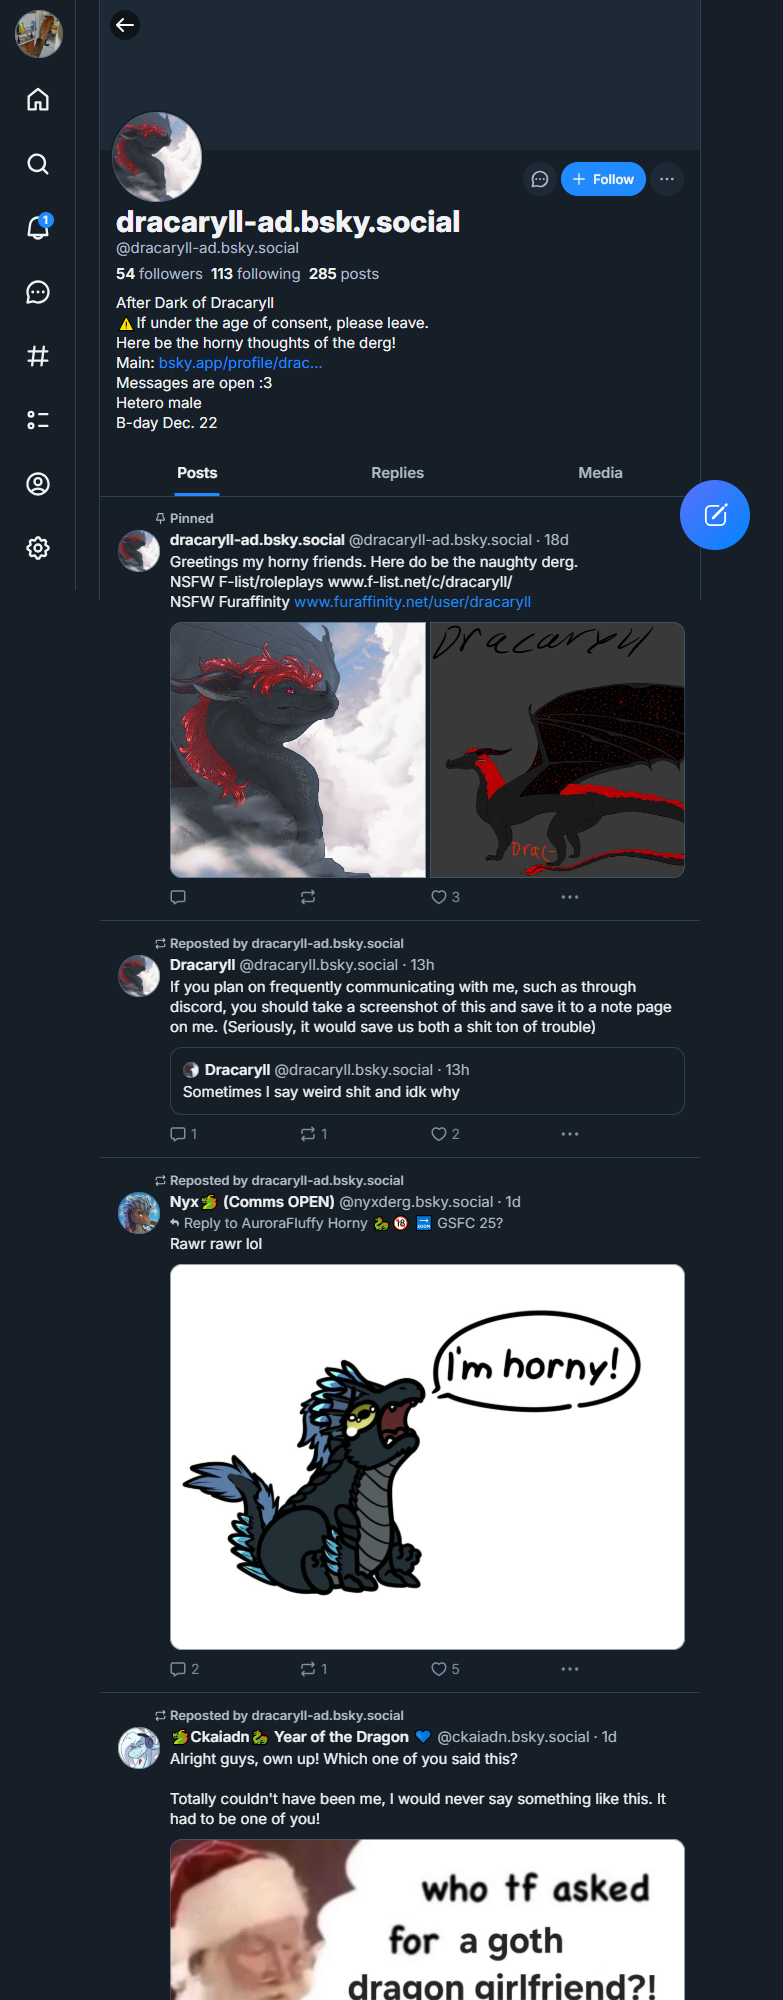 1
+ Follow
dracaryll-ad.bsky.social
@dracaryll-ad.bsky.social
54 followers 113 following 285 posts
After Dark of Dracaryll
⚠️If under the age of consent, please leave.
Here be the horny thoughts of the derg!
Main: bsky.app/profile/drac...
Messages are open :3
Hetero male
B-day Dec. 22
Posts Replies Media
Pinned
dracaryll-ad.bsky.social @dracaryll-ad.bsky.social · 18d
Greetings my horny friends. Here do be the naughty derg.
NSFW F-list/roleplays www.f-list.net/c/dracaryll/
NSFW Furaffinity www.furaffinity.net/user/dracaryll
Dracaryll
Drac-
3
Reposted by dracaryll-ad.bsky.social
Dracaryll @dracaryll.bsky.social · 13h
If you plan on frequently communicating with me, such as through
discord, you should take a screenshot of this and save it to a note page
on me. (Seriously, it would save us both a shit ton of trouble)
Dracaryll @dracaryll.bsky.social · 13h
Sometimes I say weird shit and idk why
1 1 2
Reposted by dracaryll-ad.bsky.social
Nyx🐲 (Comms OPEN) @nyxderg.bsky.social · 1d
Reply to AuroraFluffy Horny 🐉 🔞 🔜 GSFC 25?
Rawr rawr lol
I'm horny!
2 1 5
Reposted by dracaryll-ad.bsky.social
🐲Ckaiadn🐉 Year of the Dragon 💙 @ckaiadn.bsky.social · 1d
Alright guys, own up! Which one of you said this?
Totally couldn't have been me, I would never say something like this. It
had to be one of you!
who tf asked
for a goth
dragon girlfriend?!